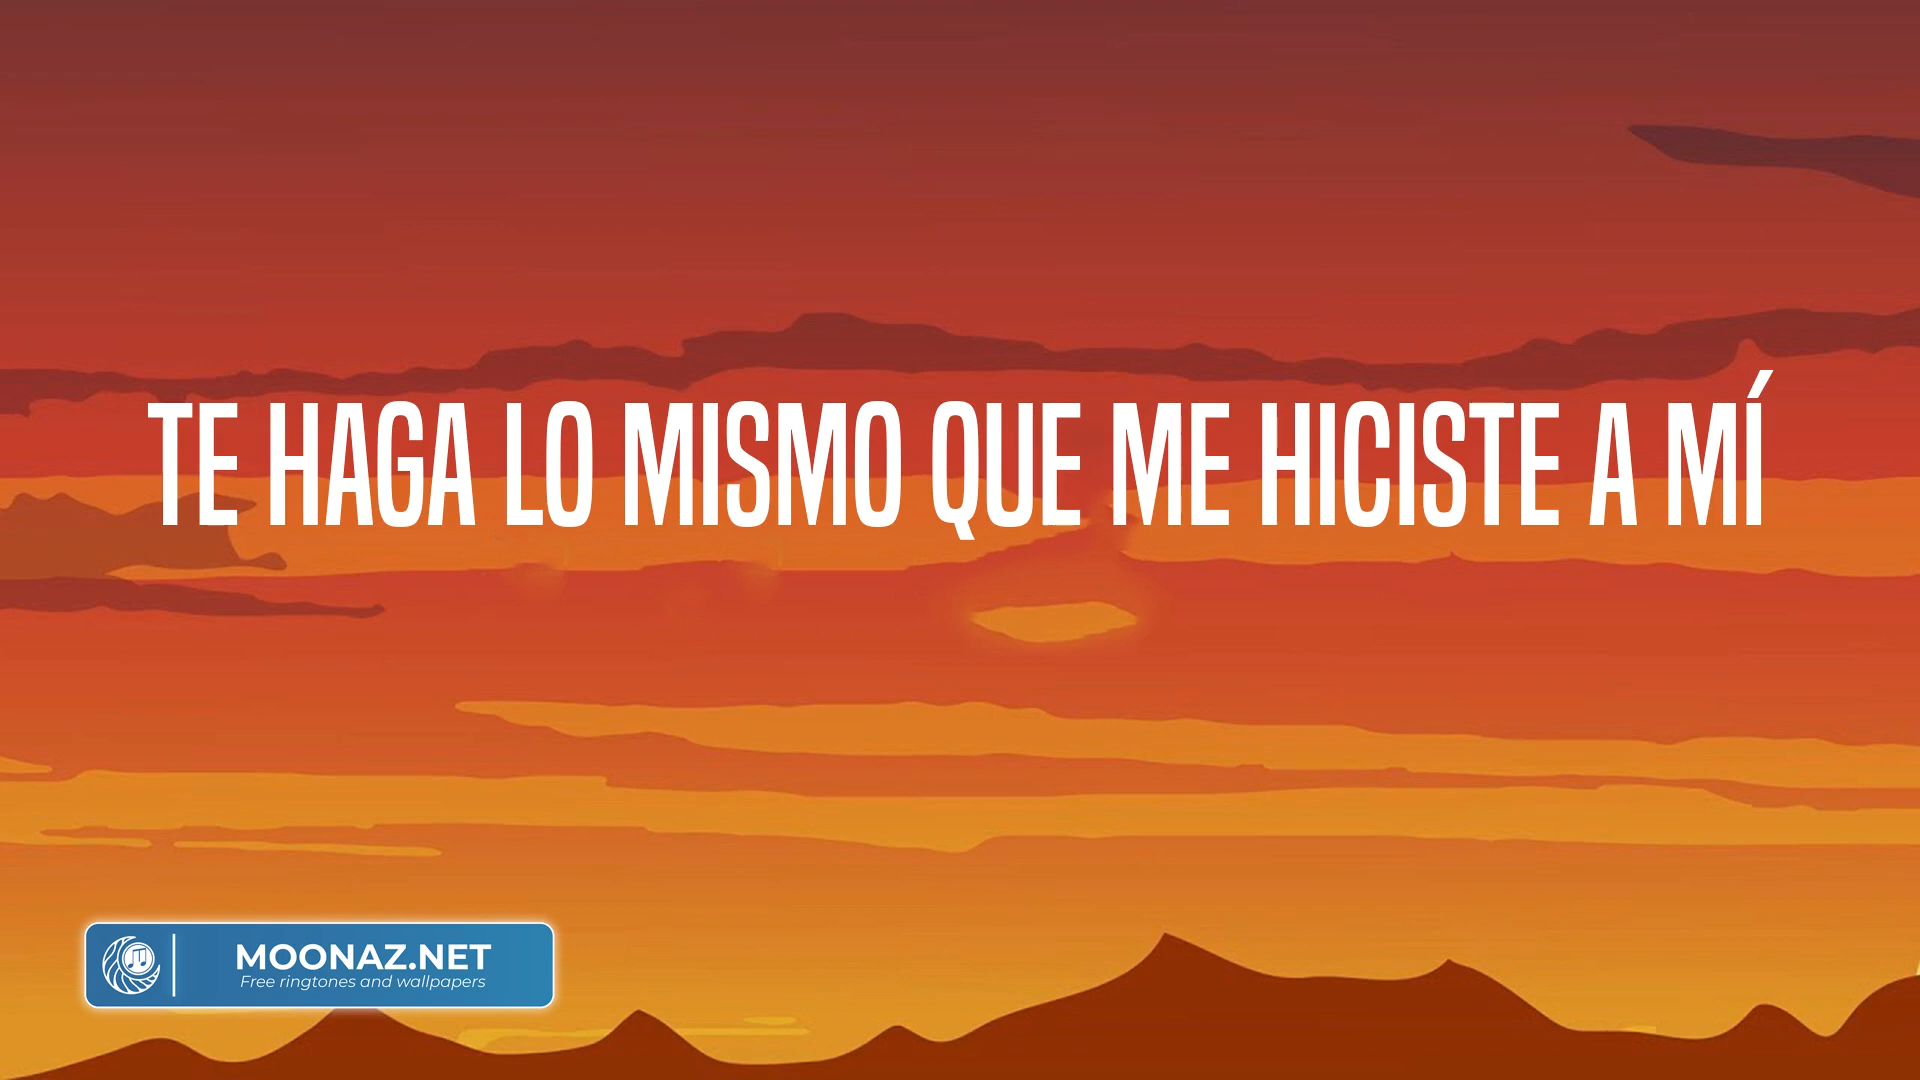 TE HAGA LO MISMO QUE ME HICISTE A MÍ
MOONAZ.NET
Free ringtones and wallpapers